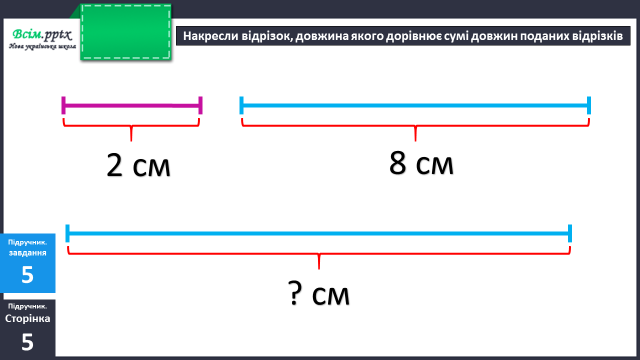 Всім.pptx
Нова українська школа
Накресли відрізок, довжина якого дорівнює сумі довжин поданих відрізків
2 см
8 см
? см
Підручник.
завдання
5
Підручник.
Сторінка
5